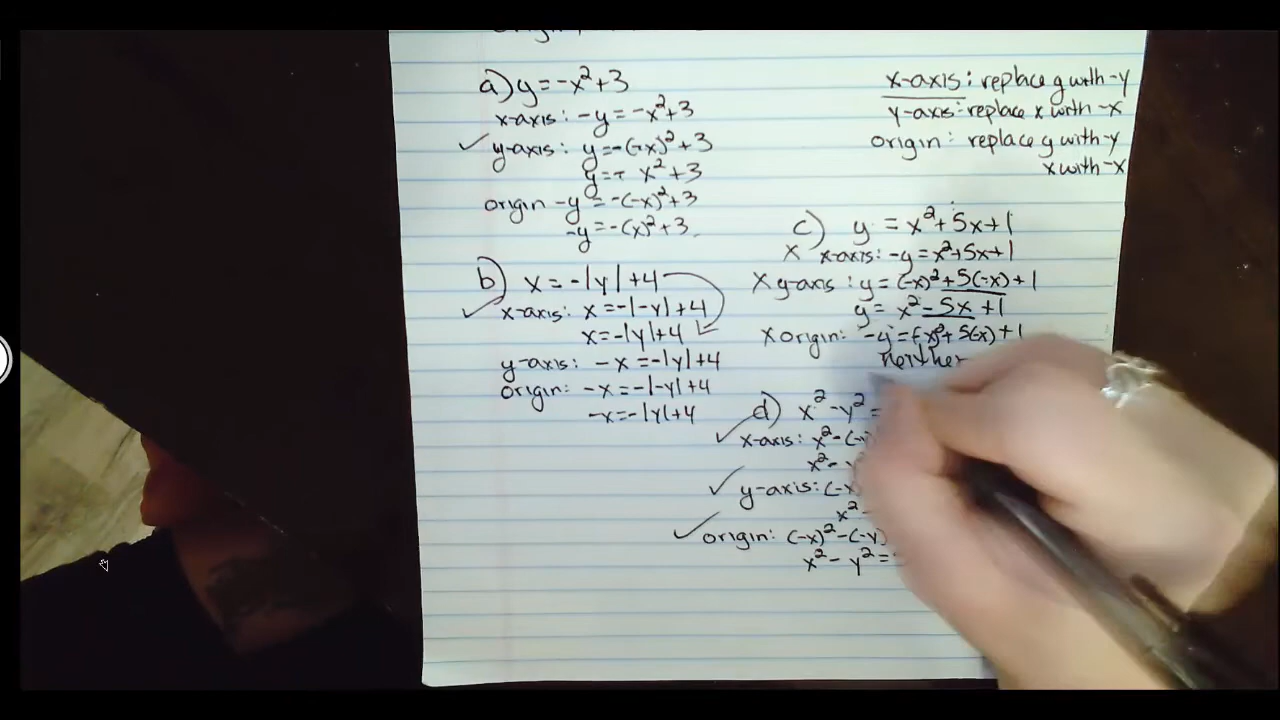 a) y = -x²+3
x-axis: -y = -x²+3
✓ y-axis: y = -(-x)²+3
y = - x²+3
origin -y = -(-x)²+3
-y = -(x)²+3
b) x = -|y|+4
✓ x-axis: x = -|-y|+4
x = -|y|+4
y-axis: -x = -|y|+4
origin: -x = -|-y|+4
-x = -|y|+4
x-axis: replace y with -y
y-axis: replace x with -x
origin: replace y with -y
x with -x
c) y = x²+5x+1
X x-axis: -y = x²+5x+1
X y-axis: y = (-x)²+5(-x)+1
y = x²-5x+1
X origin: -y = (-x)²+5(-x)+1
neither
d) x²-y² =
✓ x-axis: x²-(-y
x²-
✓ y-axis: (-x
x²-
✓ origin: (-x)²-(-y)
x²-y² =